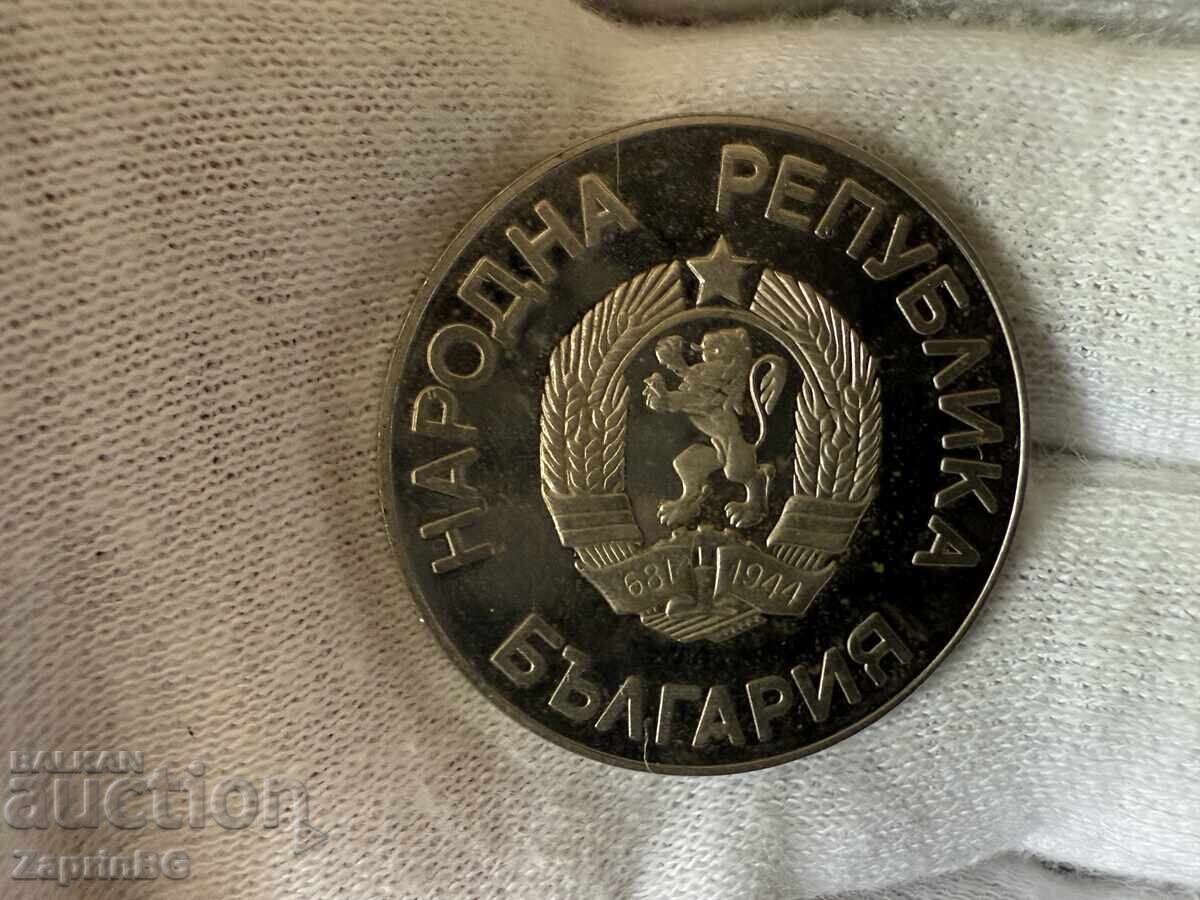 НАРОДНА РЕПУБЛИКА
БЪЛГАРИЯ
681 1944
BALKAN
auction
ZaprinBG